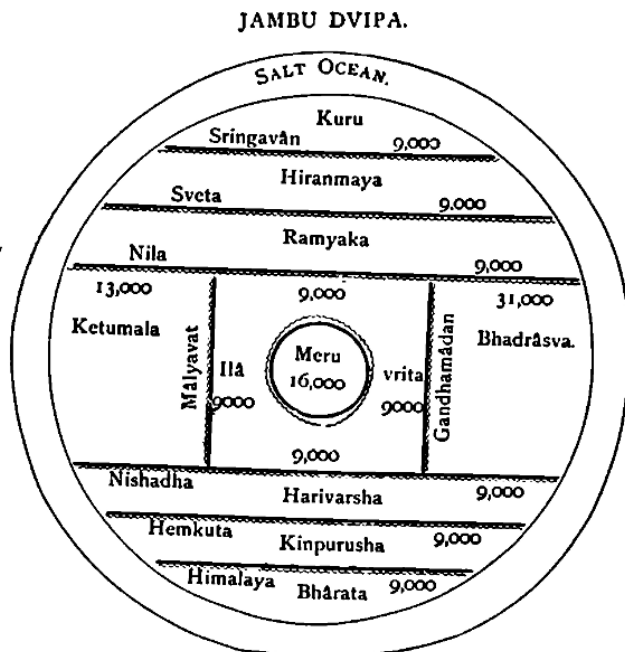 JAMBU DVIPA.
SALT OCEAN.
Kuru
Sringavân 9,000
Hiranmaya
Sveta 9.000
Ramyaka
Nila 9,000
13,000 9,000 31,000
Ketumala Bhadrâsva.
Mâlyavat
Ilâ
9000
Meru
16,000
vrita
9000
Gandhamâdan
9,000
Nishadha Harivarsha 9,000
Hemkuta Kinpurusha 9,000
Himalaya Bhârata 9,000